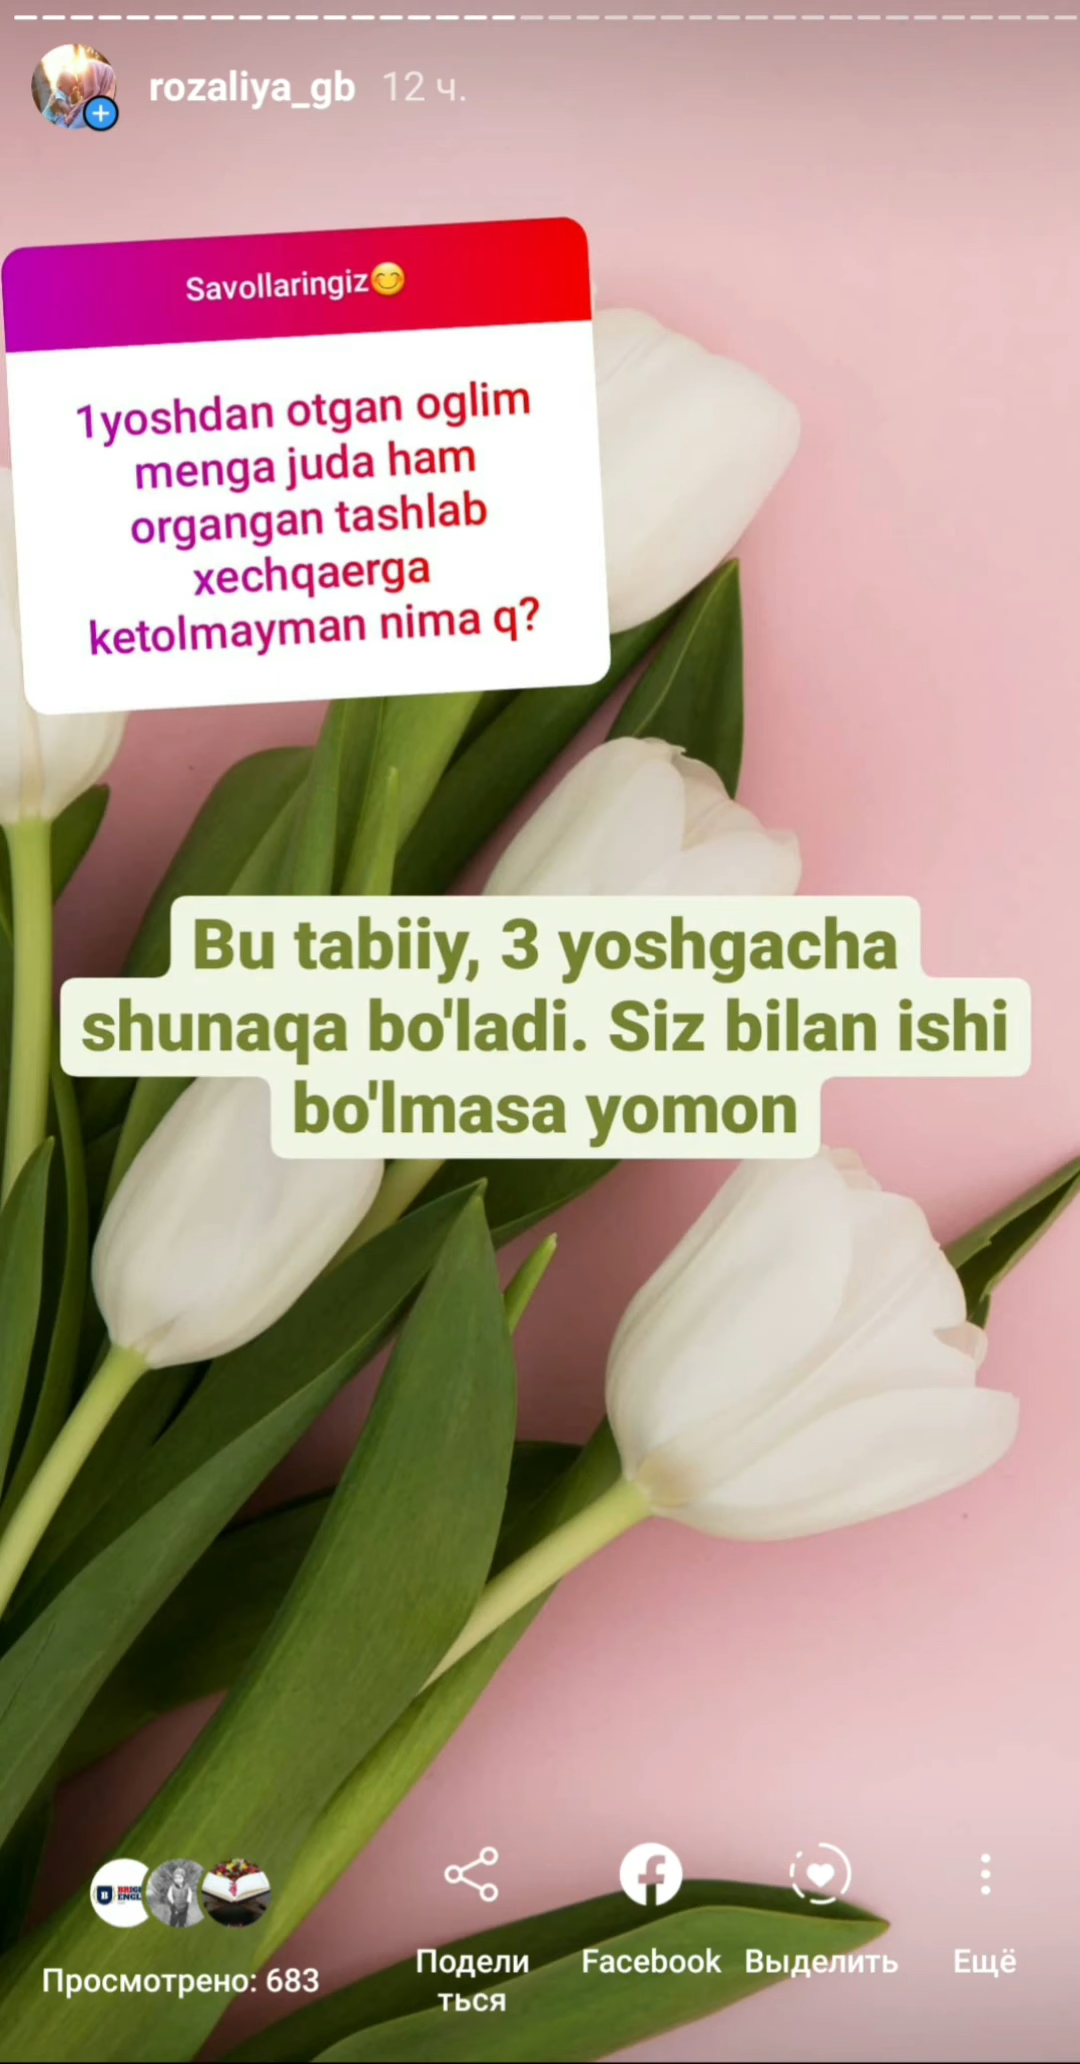 rozaliya_gb 12 ч.
Savollaringiz😊
1yoshdan otgan oglim
menga juda ham
organgan tashlab
xechqaerga
ketolmayman nima q?
Bu tabiiy, 3 yoshgacha
shunaqa bo'ladi. Siz bilan ishi
bo'lmasa yomon
Просмотрено: 683
Подели
ться
Facebook
Выделить
Ещё